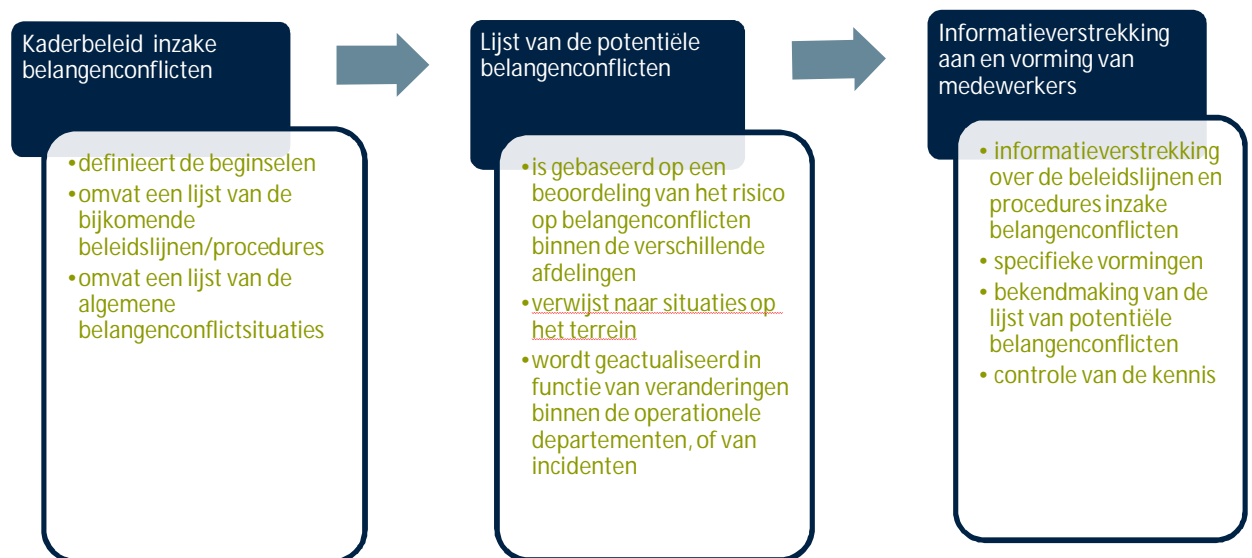 Kaderbeleid inzake
belangenconflicten
•definieert de beginselen
•omvat een lijst van de
bijkomende
beleidslijnen/procedures
•omvat een lijst van de
algemene
belangenconflictsituaties
Lijst van de potentiële
belangenconflicten
•is gebaseerd op een
beoordeling van het risico
op belangenconflicten
binnen de verschillende
afdelingen
•verwijst naar situaties op
het terrein
•wordt geactualiseerd in
functie van veranderingen
binnen de operationele
departementen, of van
incidenten
Informatieverstrekking
aan en vorming van
medewerkers
• informatieverstrekking
over de beleidslijnen en
procedures inzake
belangenconflicten
• specifieke vormingen
• bekendmaking van de
lijst van potentiële
belangenconflicten
• controle van de kennis